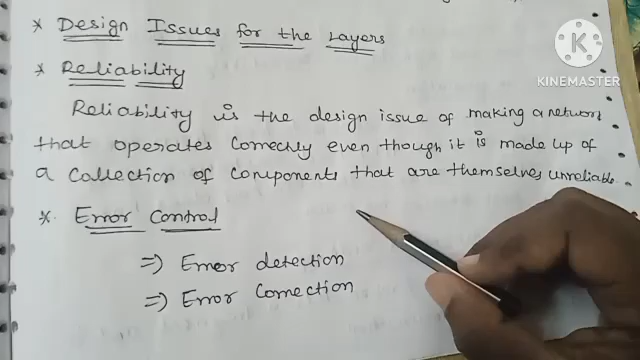 * Design Issues for the Layers
* Reliability
Reliability is the design issue of making a network
that operates correctly even though it is made up of
a collection of components that are themselves unreliable.
* Error Control
⇒ Error detection
⇒ Error Correction
K
KINEMASTER